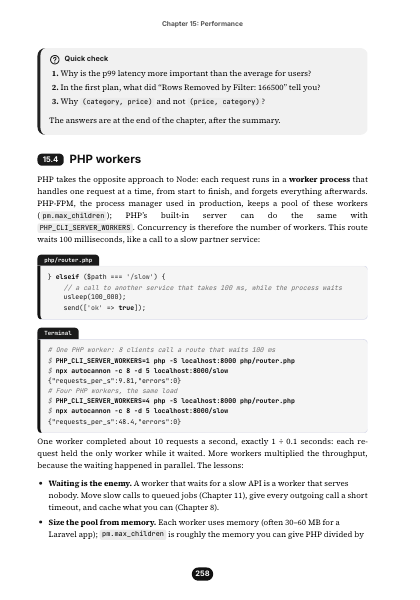 Chapter 15: Performance
? Quick check
1. Why is the p99 latency more important than the average for users?
2. In the first plan, what did “Rows Removed by Filter: 166500” tell you?
3. Why (category, price) and not (price, category)?
The answers are at the end of the chapter, after the summary.
15.4 PHP workers
PHP takes the opposite approach to Node: each request runs in a worker process that
handles one request at a time, from start to finish, and forgets everything afterwards.
PHP-FPM, the process manager used in production, keeps a pool of these workers
(pm.max_children); PHP’s built-in server can do the same with
PHP_CLI_SERVER_WORKERS. Concurrency is therefore the number of workers. This route
waits 100 milliseconds, like a call to a slow partner service:
php/router.php
} elseif ($path === '/slow') {
// a call to another service that takes 100 ms, while the process waits
usleep(100_000);
send(['ok' => true]);
Terminal
# One PHP worker: 8 clients call a route that waits 100 ms
$ PHP_CLI_SERVER_WORKERS=1 php -S localhost:8000 php/router.php
$ npx autocannon -c 8 -d 5 localhost:8000/slow
{"requests_per_s":9.81,"errors":0}
# Four PHP workers, the same load
$ PHP_CLI_SERVER_WORKERS=4 php -S localhost:8000 php/router.php
$ npx autocannon -c 8 -d 5 localhost:8000/slow
{"requests_per_s":48.4,"errors":0}
One worker completed about 10 requests a second, exactly 1 ÷ 0.1 seconds: each re-
quest held the only worker while it waited. More workers multiplied the throughput,
because the waiting happened in parallel. The lessons:
• Waiting is the enemy. A worker that waits for a slow API is a worker that serves
nobody. Move slow calls to queued jobs (Chapter 11), give every outgoing call a short
timeout, and cache what you can (Chapter 8).
• Size the pool from memory. Each worker uses memory (often 30–60 MB for a
Laravel app); pm.max_children is roughly the memory you can give PHP divided by
258